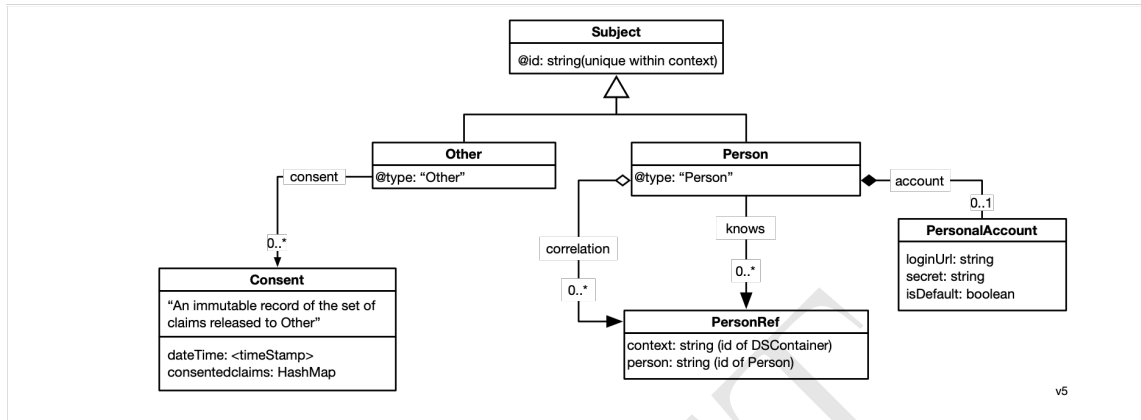 Subject
@id: string(unique within context)
Other
@type: “Other”
Person
@type: “Person”
consent
account
0..1
knows
correlation
PersonalAccount
loginUrl: string
secret: string
isDefault: boolean
0..*
0..*
0..*
Consent
“An immutable record of the set of
claims released to Other”
dateTime: <timeStamp>
consentedclaims: HashMap
PersonRef
context: string (id of DSContainer)
person: string (id of Person)
v5